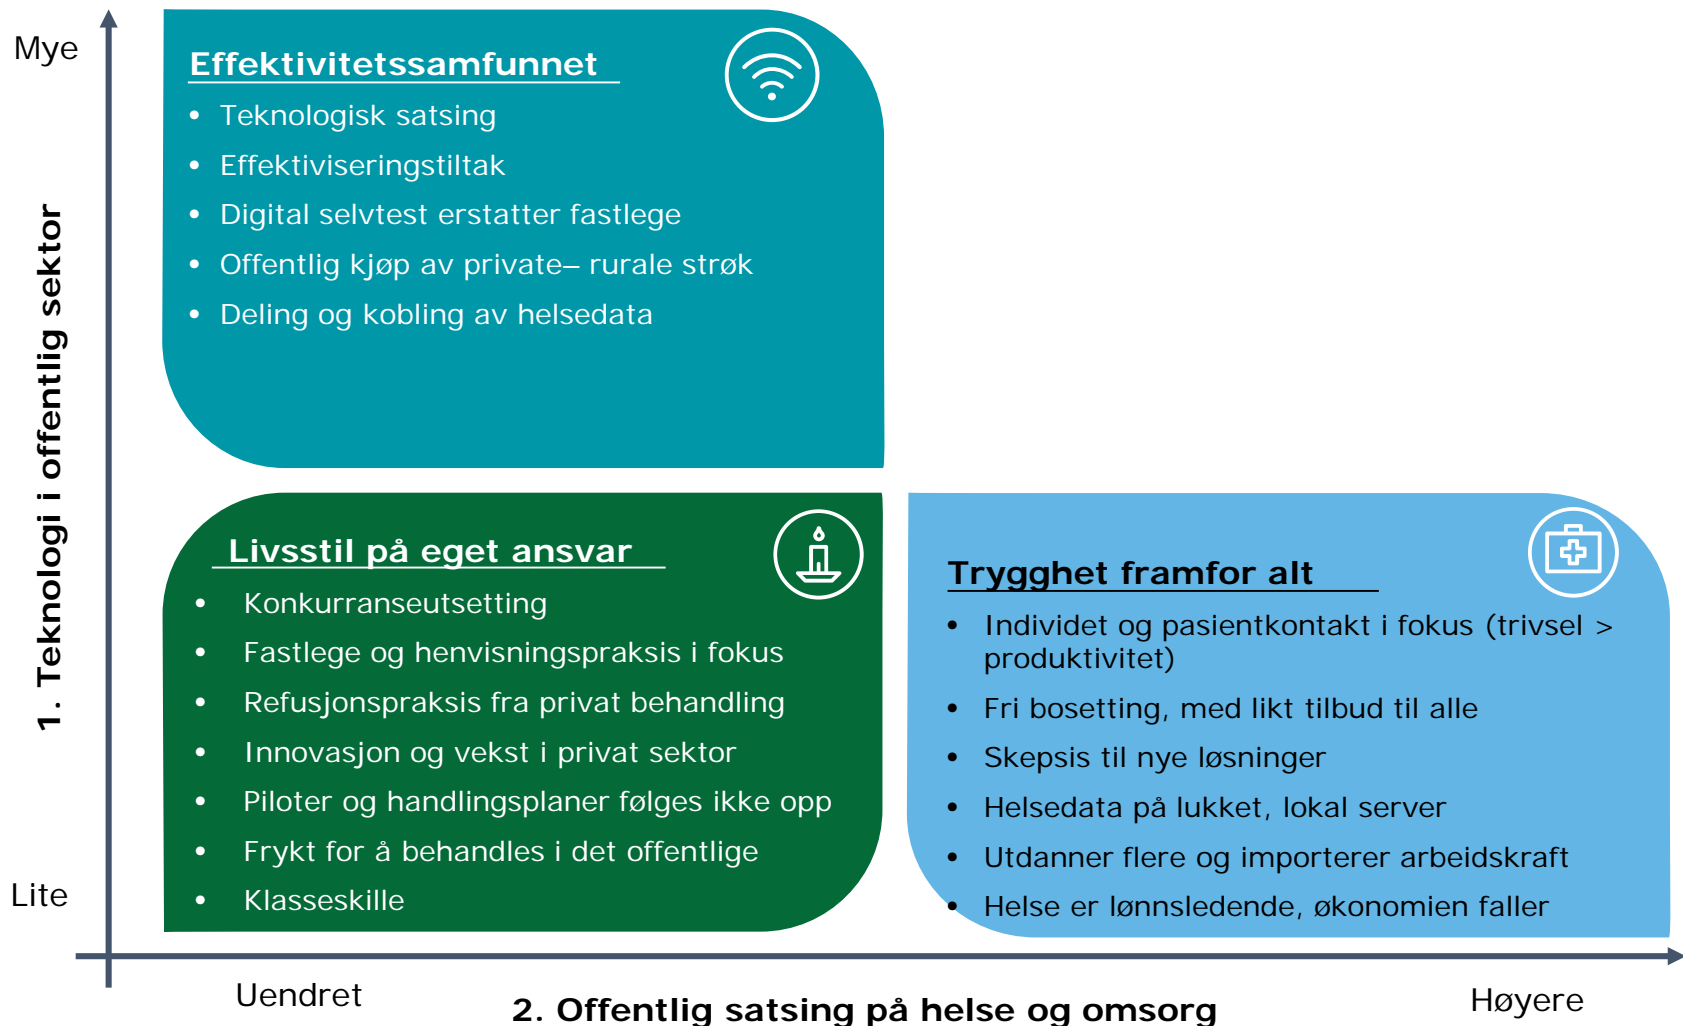 Mye
1. Teknologi i offentlig sektor
Lite
Effektivitetssamfunnet
• Teknologisk satsing
• Effektiviseringstiltak
• Digital selvtest erstatter fastlege
• Offentlig kjøp av private– rurale strøk
• Deling og kobling av helsedata
Livsstil på eget ansvar
• Konkurranseutsetting
• Fastlege og henvisningspraksis i fokus
• Refusjonspraksis fra privat behandling
• Innovasjon og vekst i privat sektor
• Piloter og handlingsplaner følges ikke opp
• Frykt for å behandles i det offentlige
• Klasseskille
Trygghet framfor alt
• Individet og pasientkontakt i fokus (trivsel >
produktivitet)
• Fri bosetting, med likt tilbud til alle
• Skepsis til nye løsninger
• Helsedata på lukket, lokal server
• Utdanner flere og importerer arbeidskraft
• Helse er lønnsledende, økonomien faller
Uendret
2. Offentlig satsing på helse og omsorg
Høyere